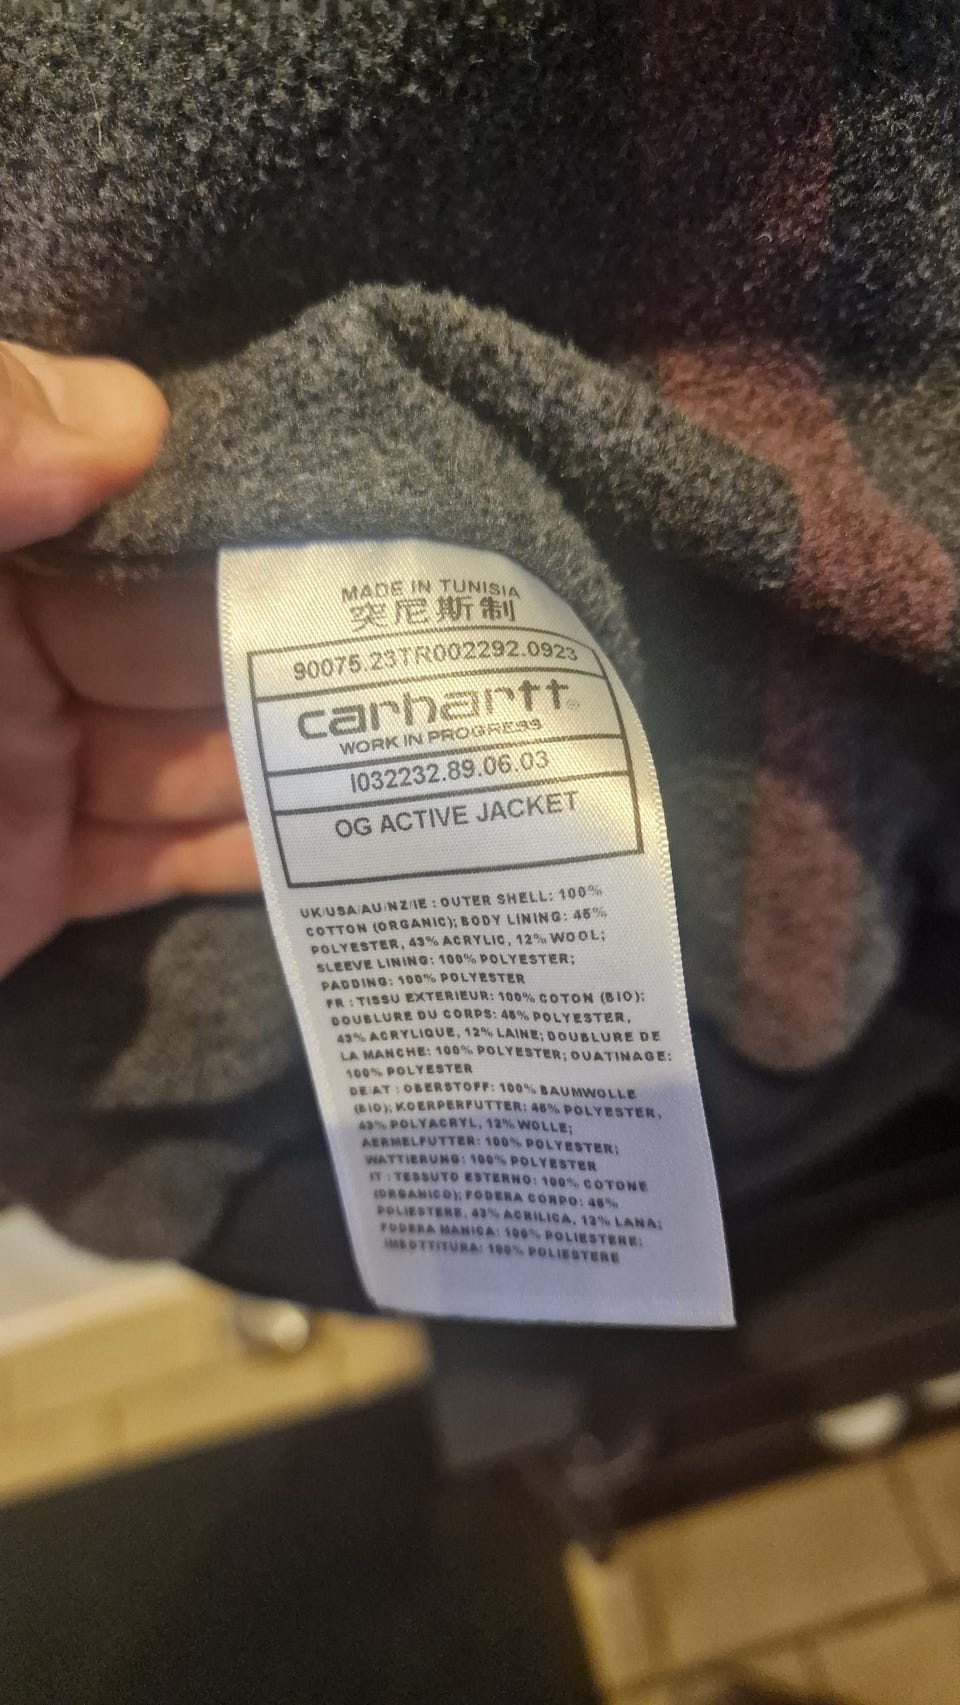 MADE IN TUNISIA
突尼斯制
90075.23TR002292.0923
carhartt®
WORK IN PROGRESS
I032232.89.06.03
OG ACTIVE JACKET
UK/USA/AU/NZ/IE : OUTER SHELL: 100%
COTTON (ORGANIC); BODY LINING: 45%
POLYESTER, 43% ACRYLIC, 12% WOOL;
SLEEVE LINING: 100% POLYESTER;
PADDING: 100% POLYESTER
FR : TISSU EXTERIEUR: 100% COTON (BIO);
DOUBLURE DU CORPS: 45% POLYESTER,
43% ACRYLIQUE, 12% LAINE; DOUBLURE DE
LA MANCHE: 100% POLYESTER; OUATINAGE:
100% POLYESTER
DE/AT : OBERSTOFF: 100% BAUMWOLLE
(BIO); KOERPERFUTTER: 45% POLYESTER,
43% POLYACRYL, 12% WOLLE;
AERMELFUTTER: 100% POLYESTER;
WATTIERUNG: 100% POLYESTER
IT : TESSUTO ESTERNO: 100% COTONE
(ORGANICO); FODERA CORPO: 45%
POLIESTERE, 43% ACRILICA, 12% LANA;
FODERA MANICA: 100% POLIESTERE;
IMBOTTITURA: 100% POLIESTERE